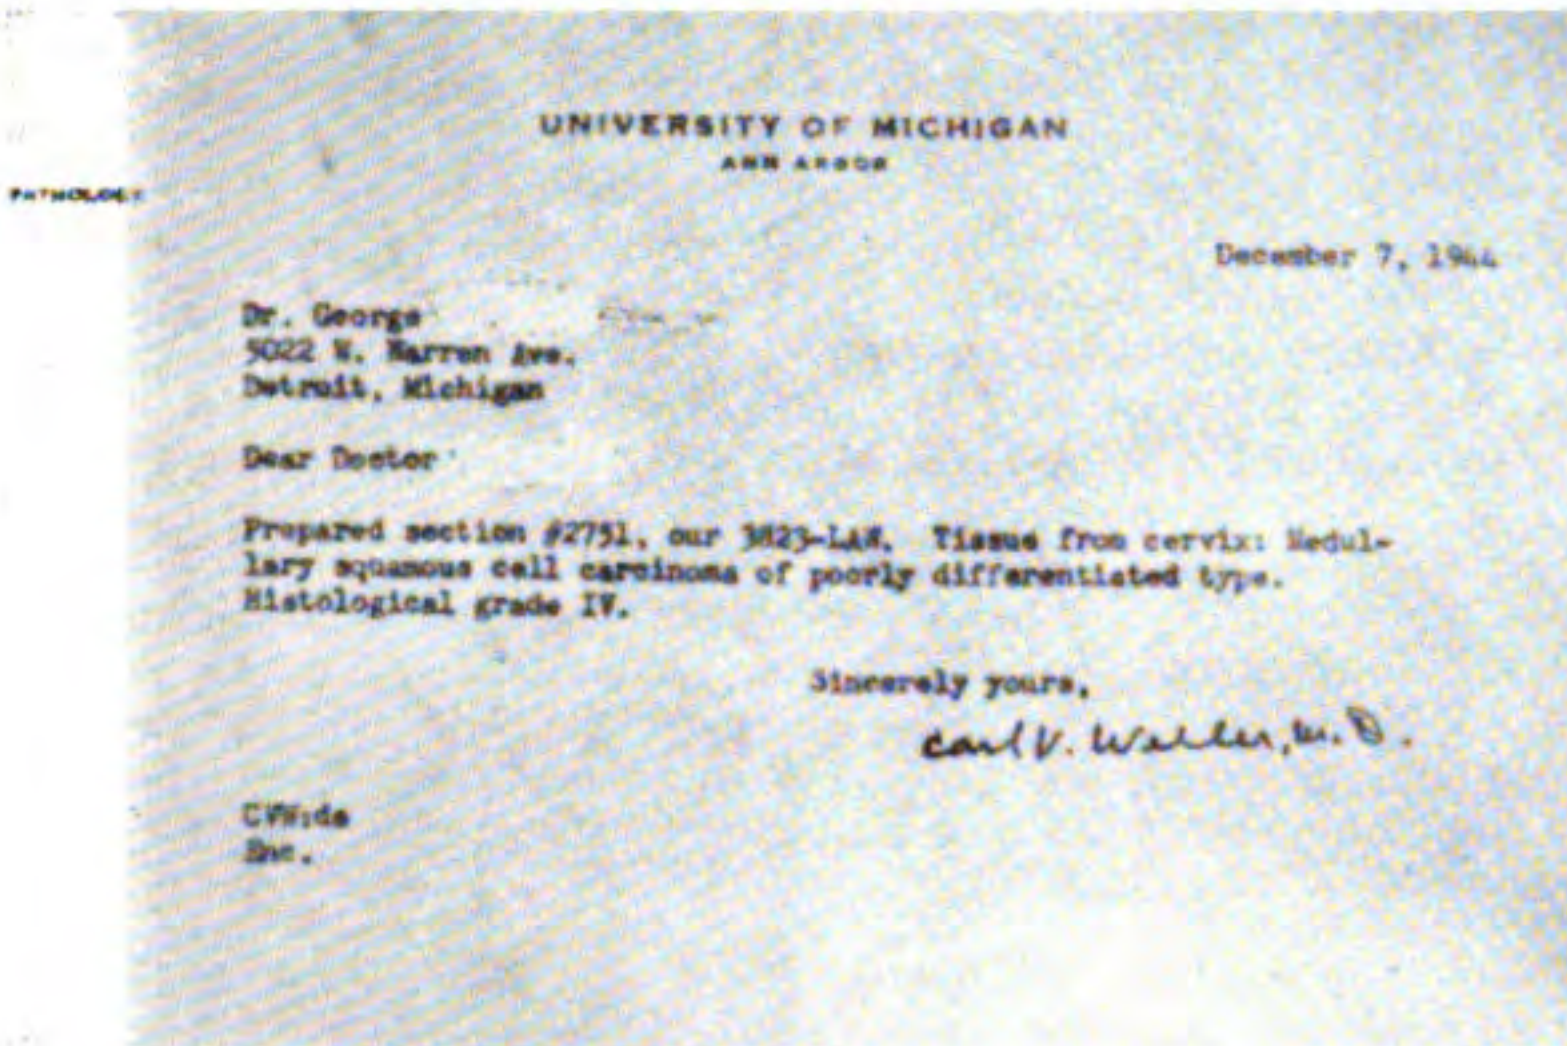 UNIVERSITY OF MICHIGAN
ANN ARBOR
PATHOLOGY
December 7, 1944
Dr. George
5022 W. Warren Ave.
Detroit, Michigan
Dear Doctor
Prepared section #2751, our 3823-LAW. Tissue from cervix: Medul-
lary squamous cell carcinoma of poorly differentiated type.
Histological grade IV.
Sincerely yours,
Carl V. Weller, M. D.
CVW:de
Enc.